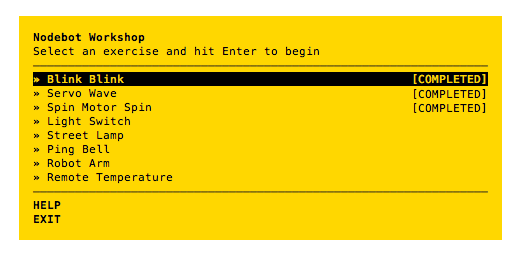 Nodebot Workshop
Select an exercise and hit Enter to begin
» Blink Blink [COMPLETED]
» Servo Wave [COMPLETED]
» Spin Motor Spin [COMPLETED]
» Light Switch
» Street Lamp
» Ping Bell
» Robot Arm
» Remote Temperature
HELP
EXIT